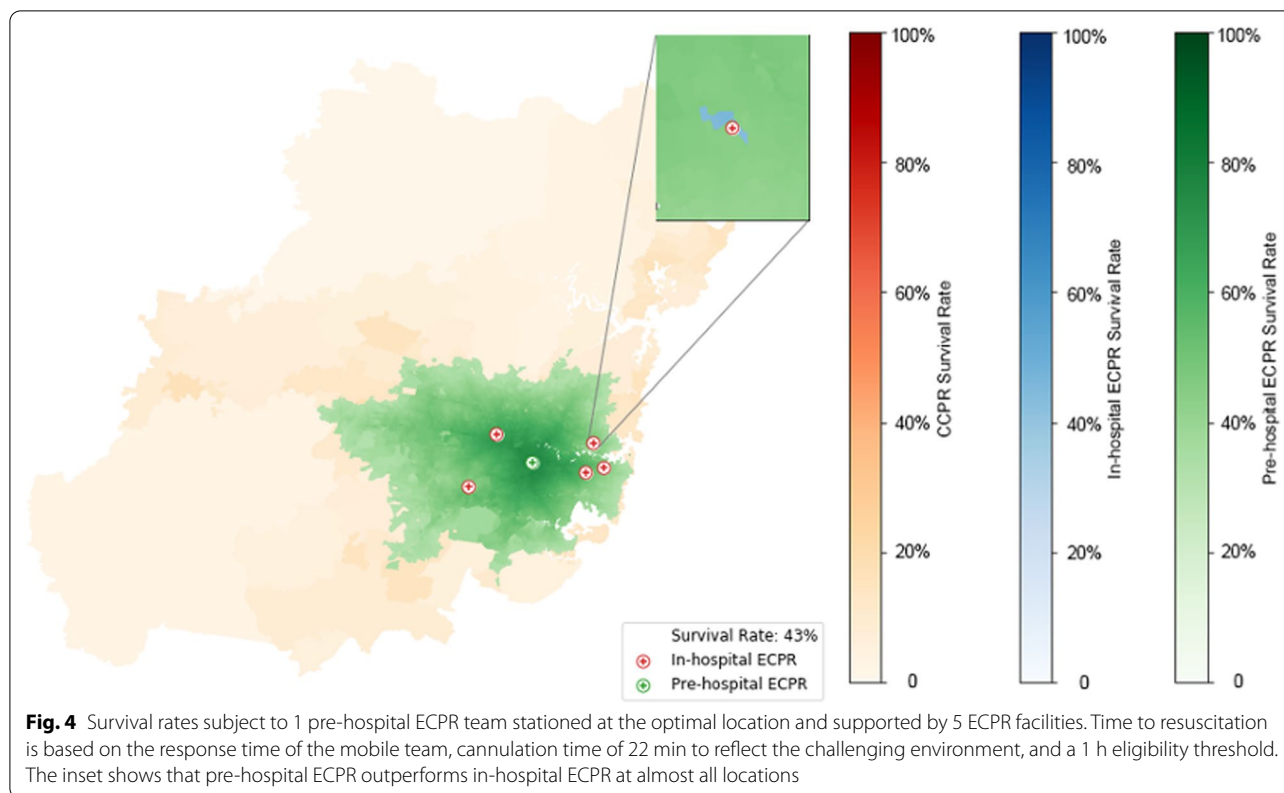 100%
80%
60%
40%
20%
0
CCPR Survival Rate
100%
80%
60%
40%
20%
0
In-hospital ECPR Survival Rate
100%
80%
60%
40%
20%
0
Pre-hospital ECPR Survival Rate
Survival Rate: 43%
In-hospital ECPR
Pre-hospital ECPR
Fig. 4 Survival rates subject to 1 pre-hospital ECPR team stationed at the optimal location and supported by 5 ECPR facilities. Time to resuscitation
is based on the response time of the mobile team, cannulation time of 22 min to reflect the challenging environment, and a 1 h eligibility threshold.
The inset shows that pre-hospital ECPR outperforms in-hospital ECPR at almost all locations